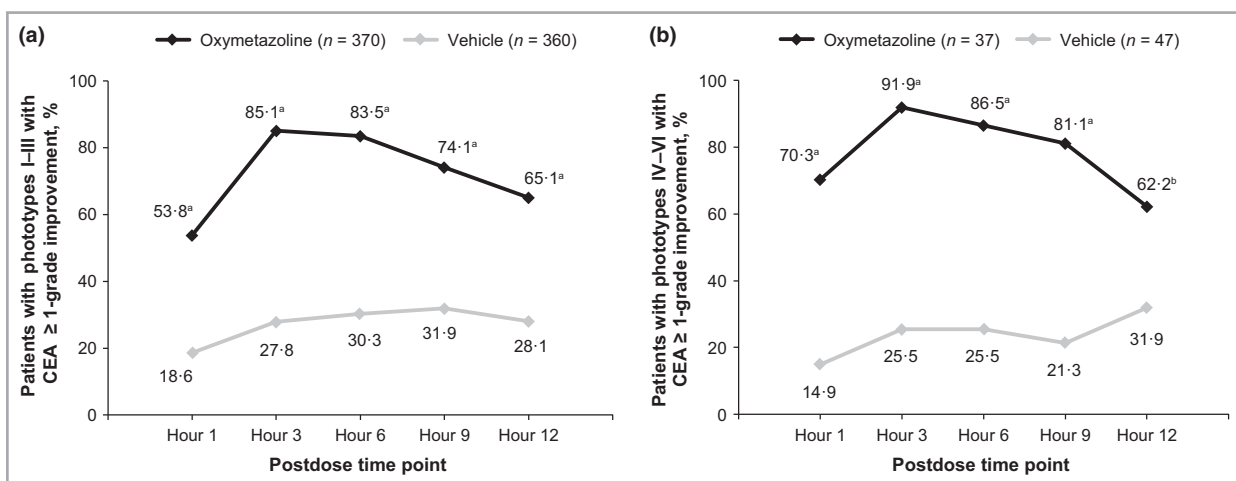 (a)
Oxymetazoline (n = 370) Vehicle (n = 360)
Patients with phototypes I–III with
CEA ≥ 1-grade improvement, %
100
80
60
40
20
0
53·8ᵃ
85·1ᵃ
83·5ᵃ
74·1ᵃ
65·1ᵃ
18·6
27·8
30·3
31·9
28·1
Hour 1 Hour 3 Hour 6 Hour 9 Hour 12
Postdose time point
(b)
Oxymetazoline (n = 37) Vehicle (n = 47)
Patients with phototypes IV–VI with
CEA ≥ 1-grade improvement, %
100
80
60
40
20
0
70·3ᵃ
91·9ᵃ
86·5ᵃ
81·1ᵃ
62·2ᵇ
14·9
25·5
25·5
21·3
31·9
Hour 1 Hour 3 Hour 6 Hour 9 Hour 12
Postdose time point